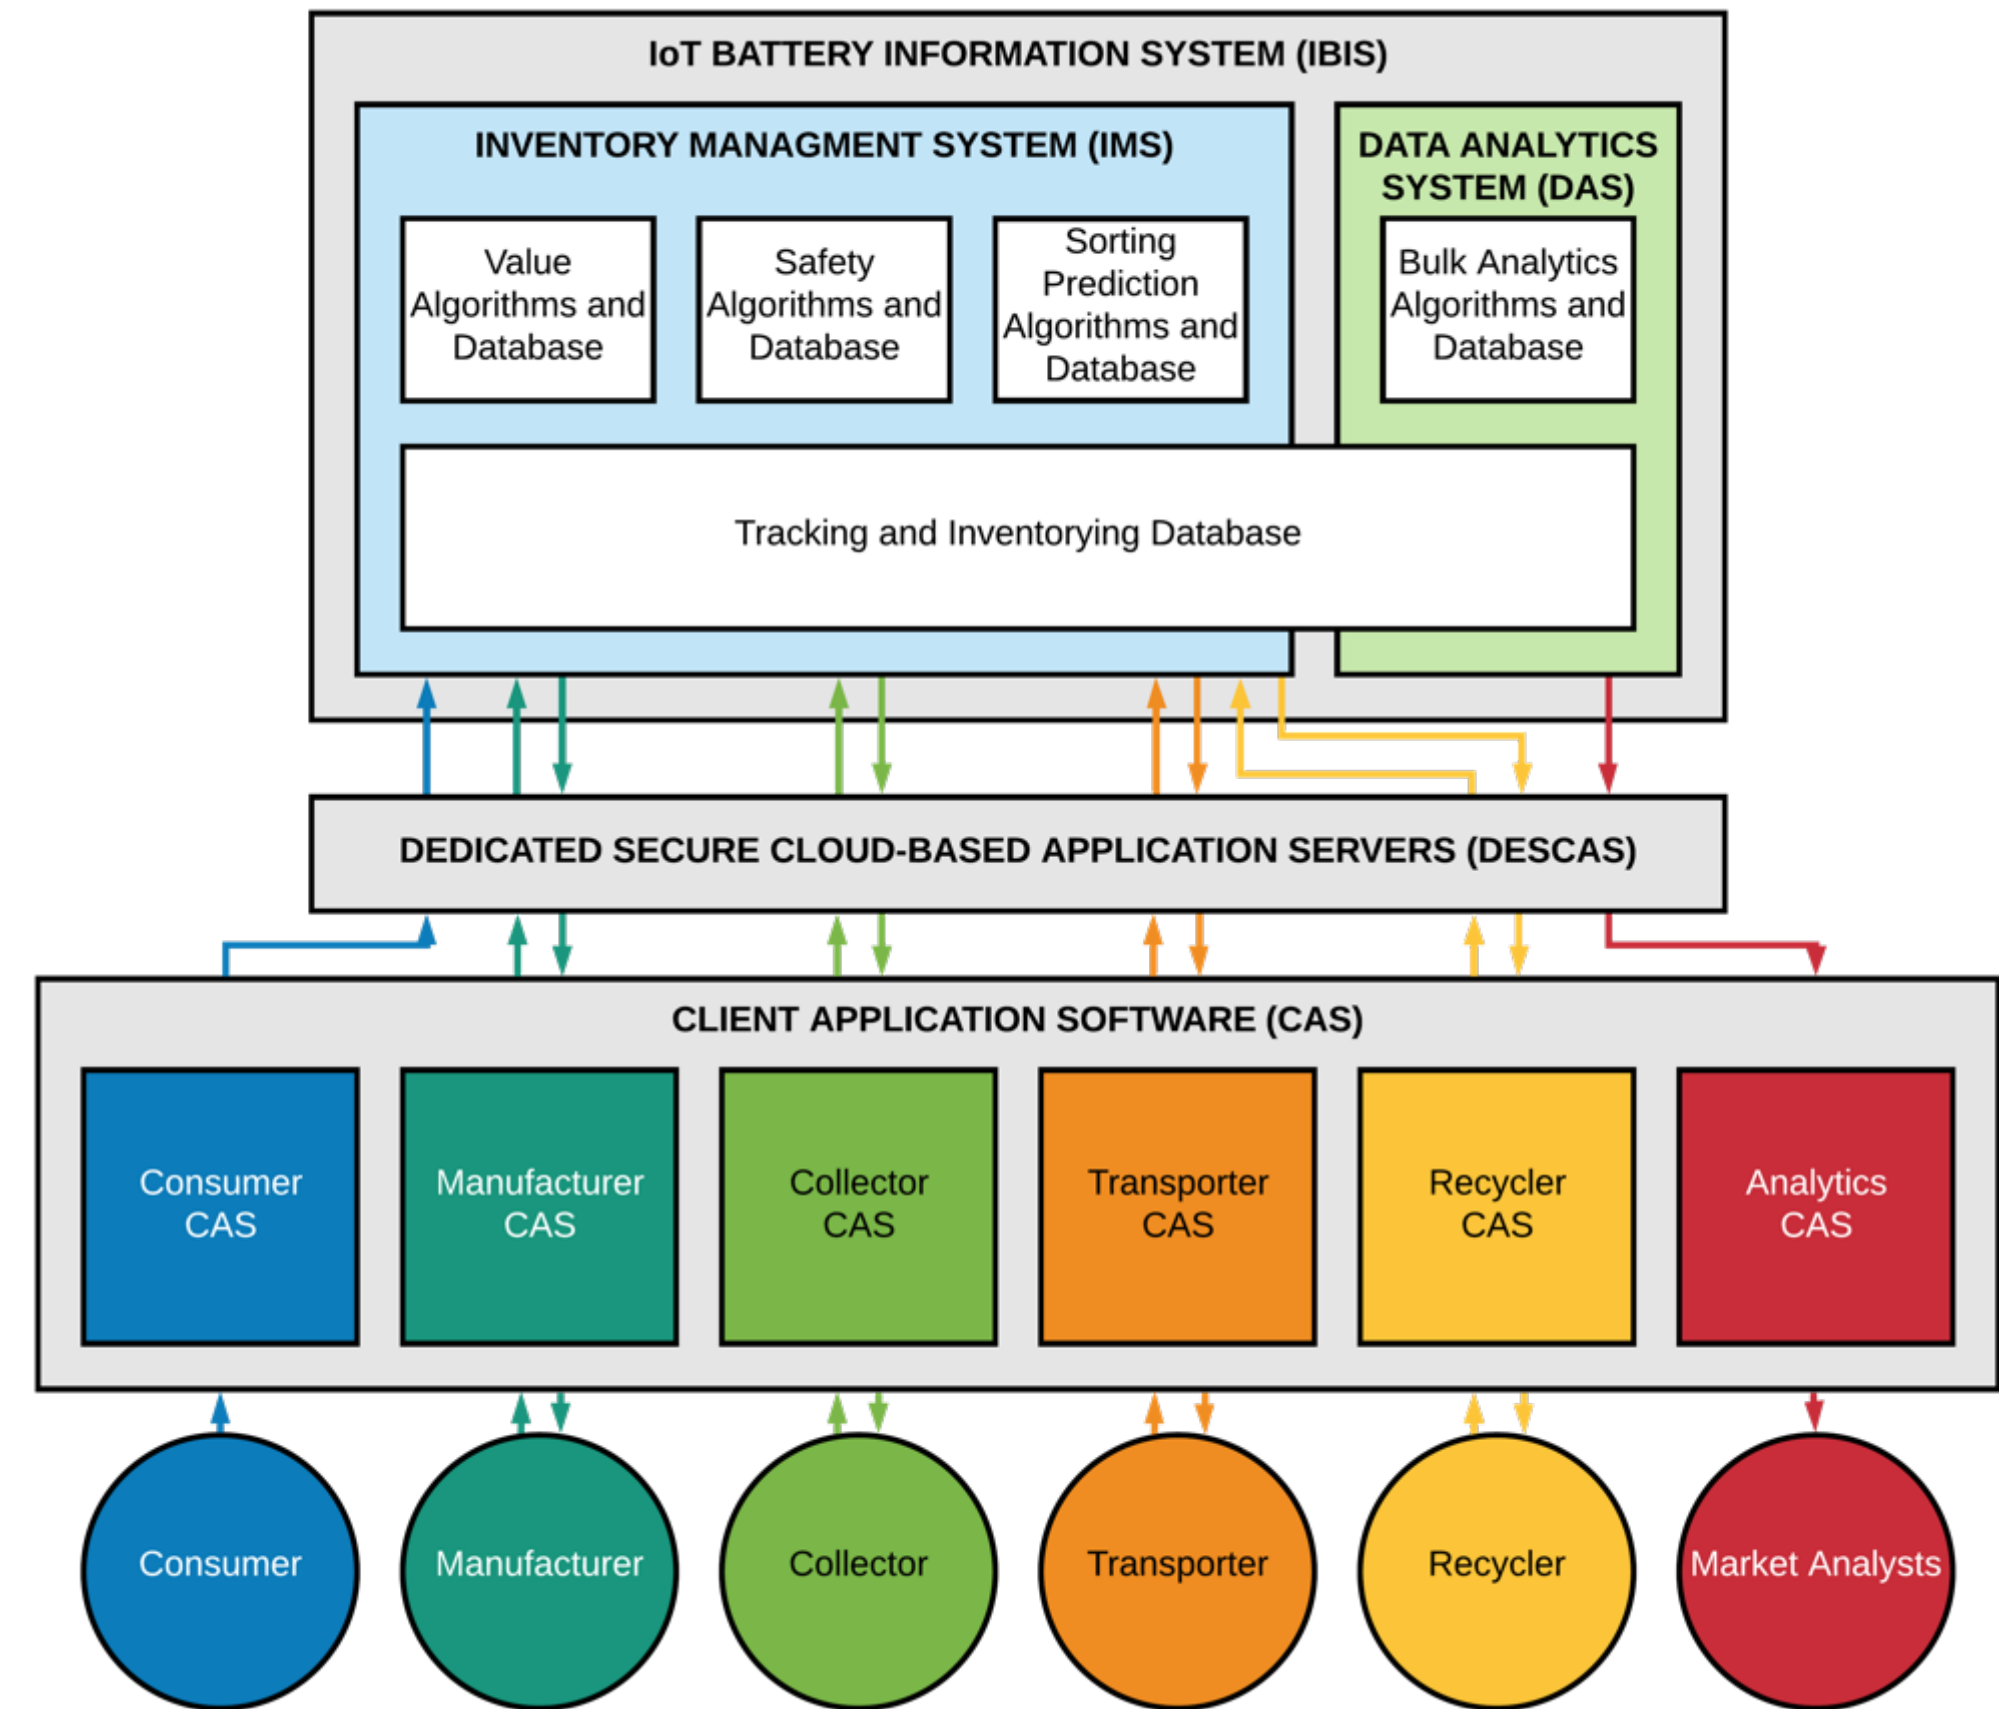 IoT BATTERY INFORMATION SYSTEM (IBIS)
INVENTORY MANAGMENT SYSTEM (IMS)
DATA ANALYTICS
SYSTEM (DAS)
Value
Algorithms and
Database
Safety
Algorithms and
Database
Sorting
Prediction
Algorithms and
Database
Bulk Analytics
Algorithms and
Database
Tracking and Inventorying Database
DEDICATED SECURE CLOUD-BASED APPLICATION SERVERS (DESCAS)
CLIENT APPLICATION SOFTWARE (CAS)
Consumer
CAS
Manufacturer
CAS
Collector
CAS
Transporter
CAS
Recycler
CAS
Analytics
CAS
Consumer
Manufacturer
Collector
Transporter
Recycler
Market Analysts